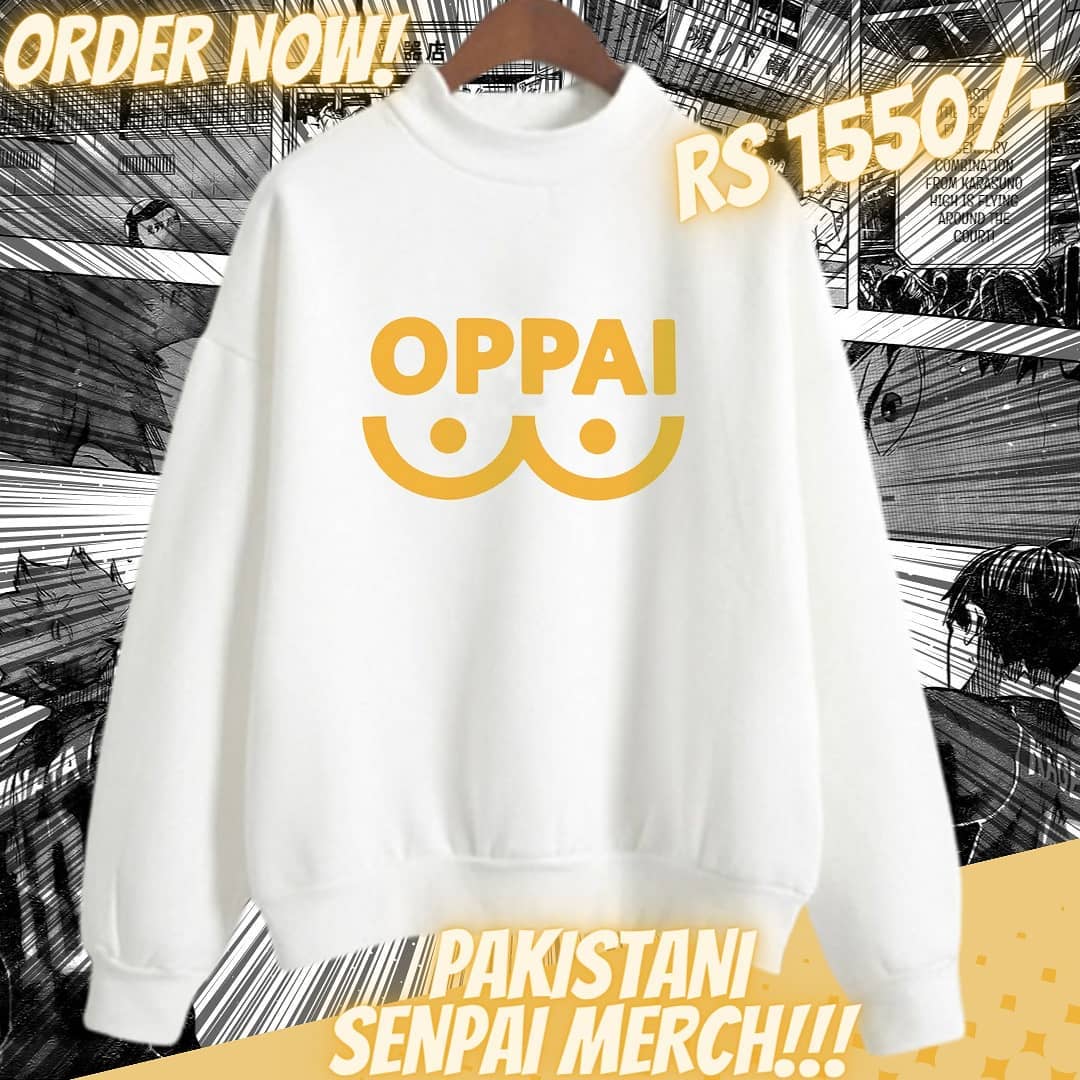 ORDER NOW!
RS 1550/-
COMBINATION
FROM KARASUNO
HIGH IS FLYING
AROUND THE
COURT!
OPPAI
PAKISTANI
SENPAI MERCH!!!